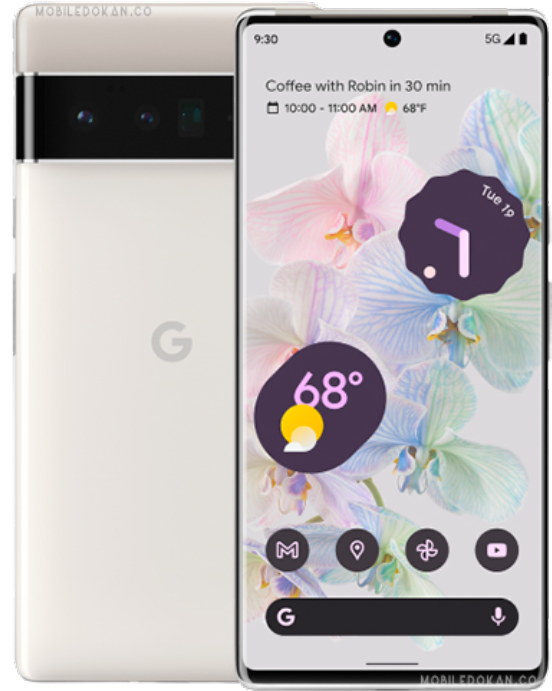 MOBILEDOKAN.CO
9:30
5G
Coffee with Robin in 30 min
10:00 - 11:00 AM 68°F
Tue 19
68°
G
G
MOBILEDOKAN.CO